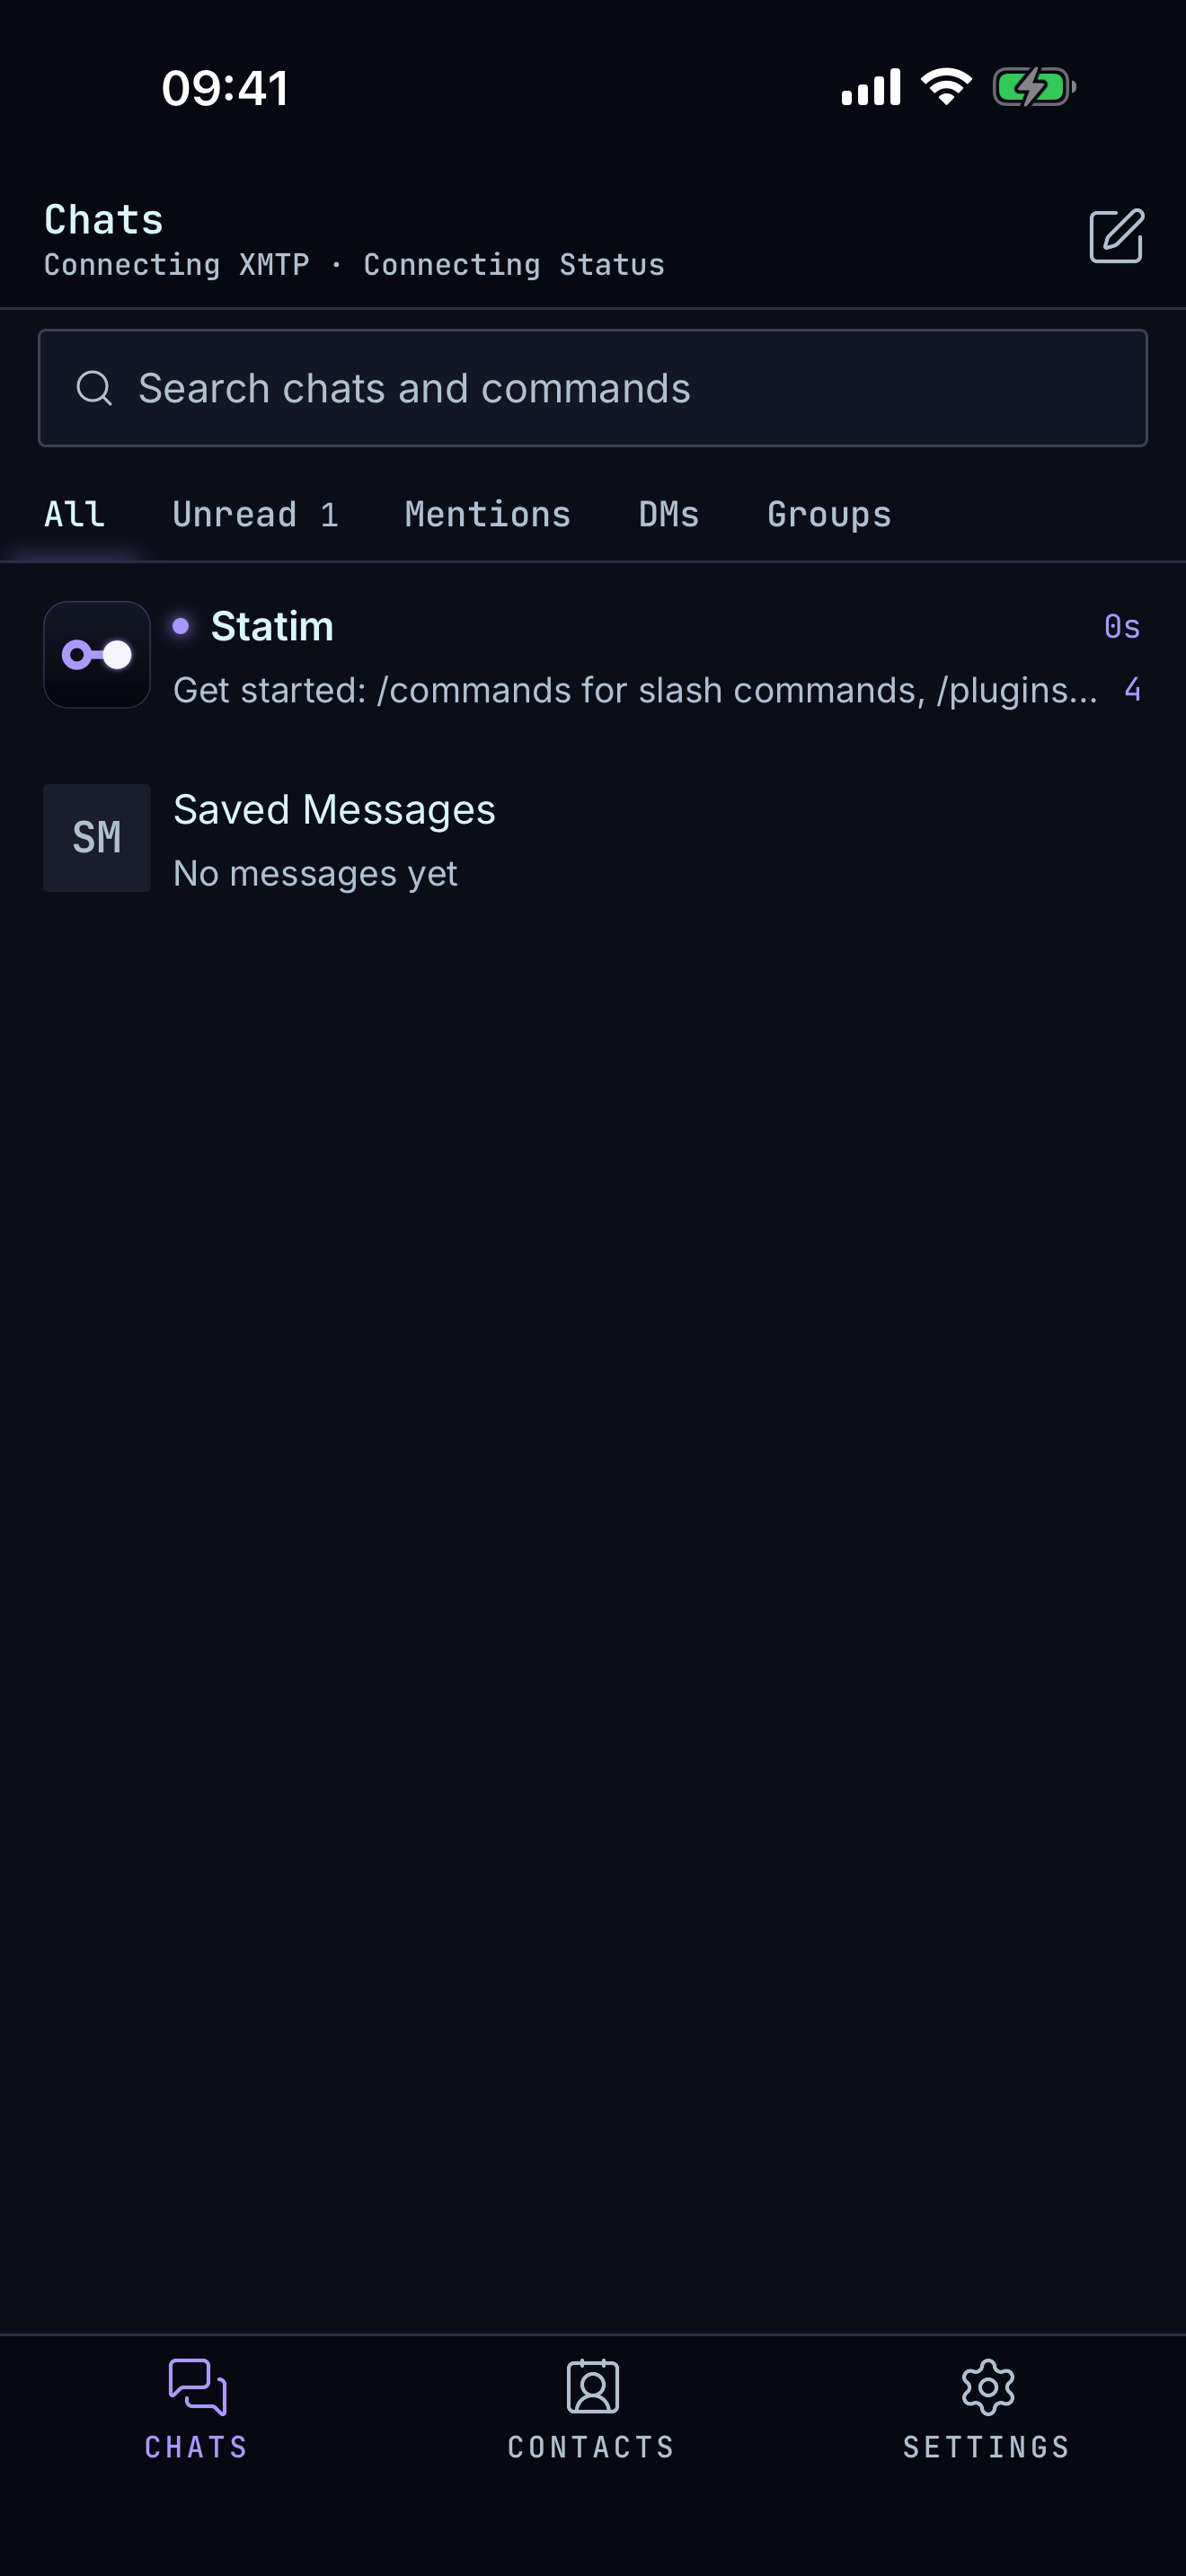 09:41
Chats
Connecting XMTP · Connecting Status
Search chats and commands
All Unread 1 Mentions DMs Groups
Statim 0s
Get started: /commands for slash commands, /plugins... 4
SM
Saved Messages
No messages yet
CHATS CONTACTS SETTINGS